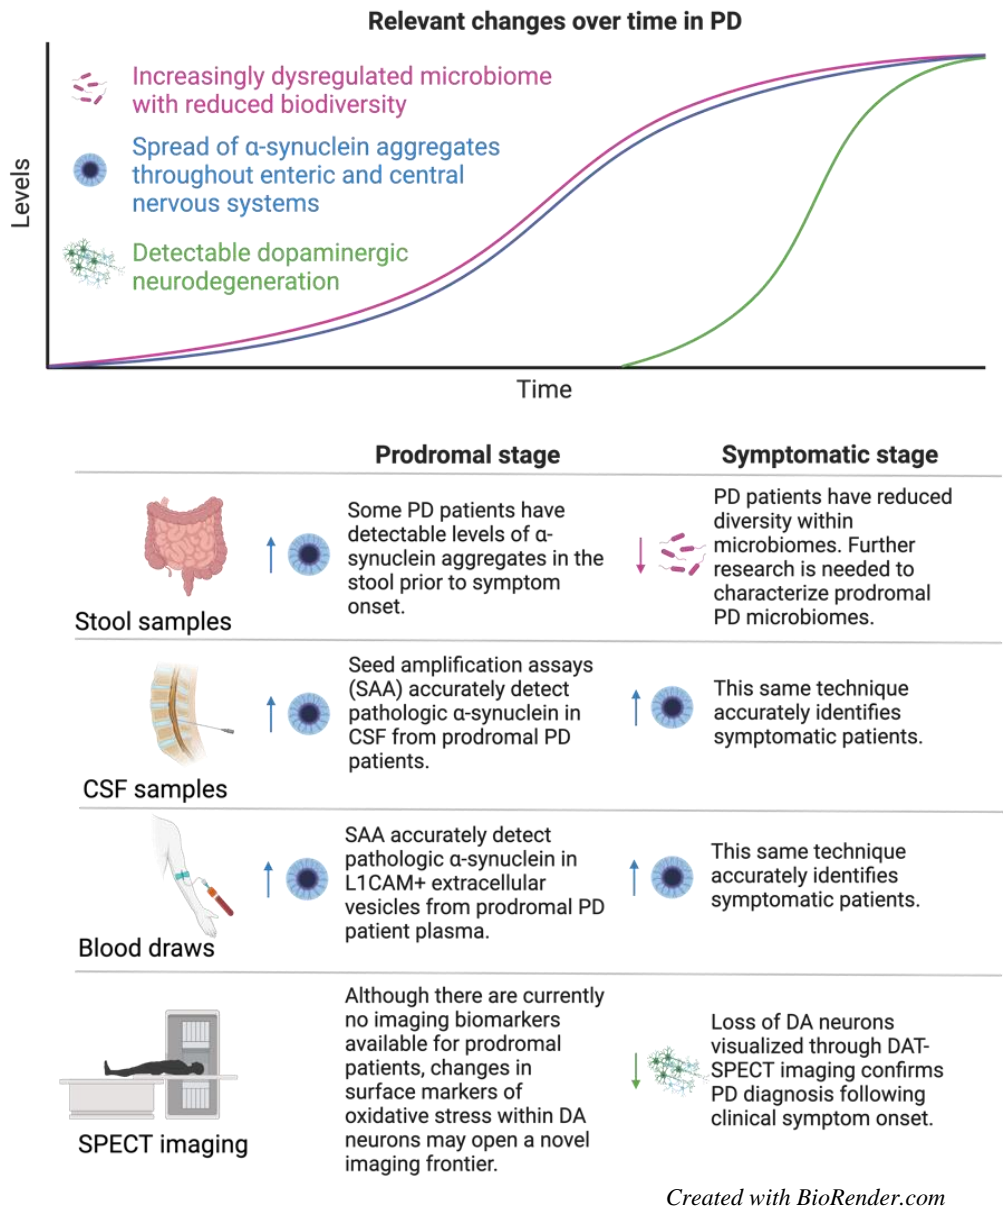 Relevant changes over time in PD
Increasingly dysregulated microbiome
with reduced biodiversity
Spread of α-synuclein aggregates
throughout enteric and central
nervous systems
Detectable dopaminergic
neurodegeneration
Levels
Time
Prodromal stage
Symptomatic stage
Stool samples
Some PD patients have
detectable levels of α-
synuclein aggregates in the
stool prior to symptom
onset.
PD patients have reduced
diversity within
microbiomes. Further
research is needed to
characterize prodromal
PD microbiomes.
CSF samples
Seed amplification assays
(SAA) accurately detect
pathologic α-synuclein in
CSF from prodromal PD
patients.
This same technique
accurately identifies
symptomatic patients.
Blood draws
SAA accurately detect
pathologic α-synuclein in
L1CAM+ extracellular
vesicles from prodromal PD
patient plasma.
This same technique
accurately identifies
symptomatic patients.
SPECT imaging
Although there are currently
no imaging biomarkers
available for prodromal
patients, changes in
surface markers of
oxidative stress within DA
neurons may open a novel
imaging frontier.
Loss of DA neurons
visualized through DAT-
SPECT imaging confirms
PD diagnosis following
clinical symptom onset.
Created with BioRender.com